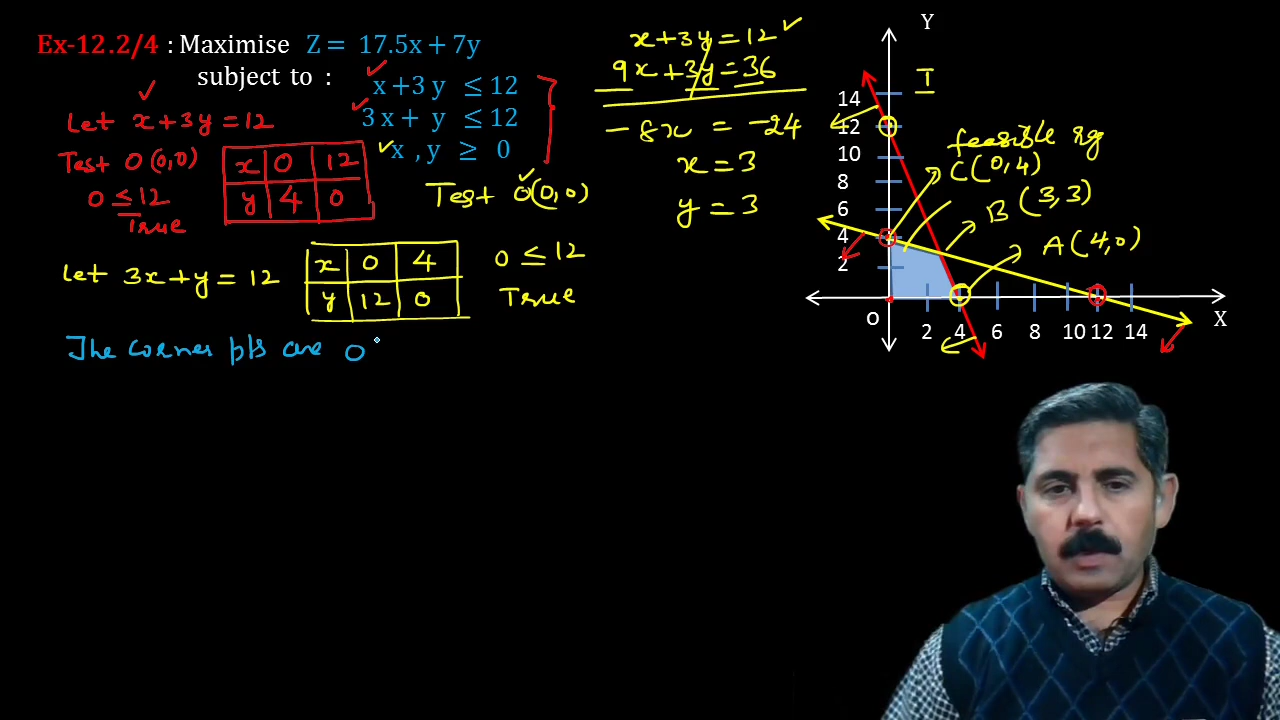 Ex-12.2/4 : Maximise Z = 17.5x + 7y
subject to :
x + 3 y ≤ 12
3 x + y ≤ 12
x , y ≥ 0
Let x + 3y = 12
Test O (0,0)
0 ≤ 12
True
x 0 12
y 4 0
Test O(0,0)
0 ≤ 12
True
Let 3x + y = 12
x 0 4
y 12 0
The corner pts are O
x + 3y = 12
9x + 3y = 36
-8x = -24
x = 3
y = 3
Y
I
14
12
10
8
6
4
2
feasible rg
C(0,4)
B (3,3)
A(4,0)
O
2 4 6 8 10 12 14
X